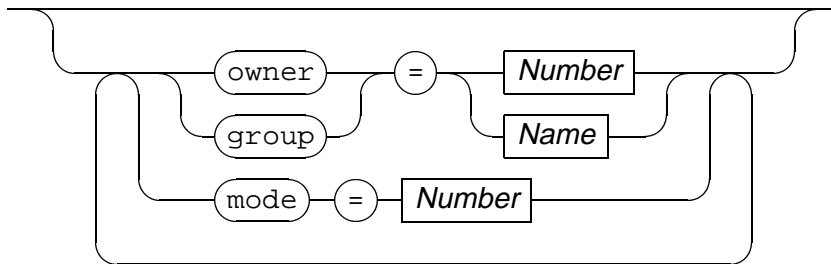 owner = Number
group Name
mode = Number